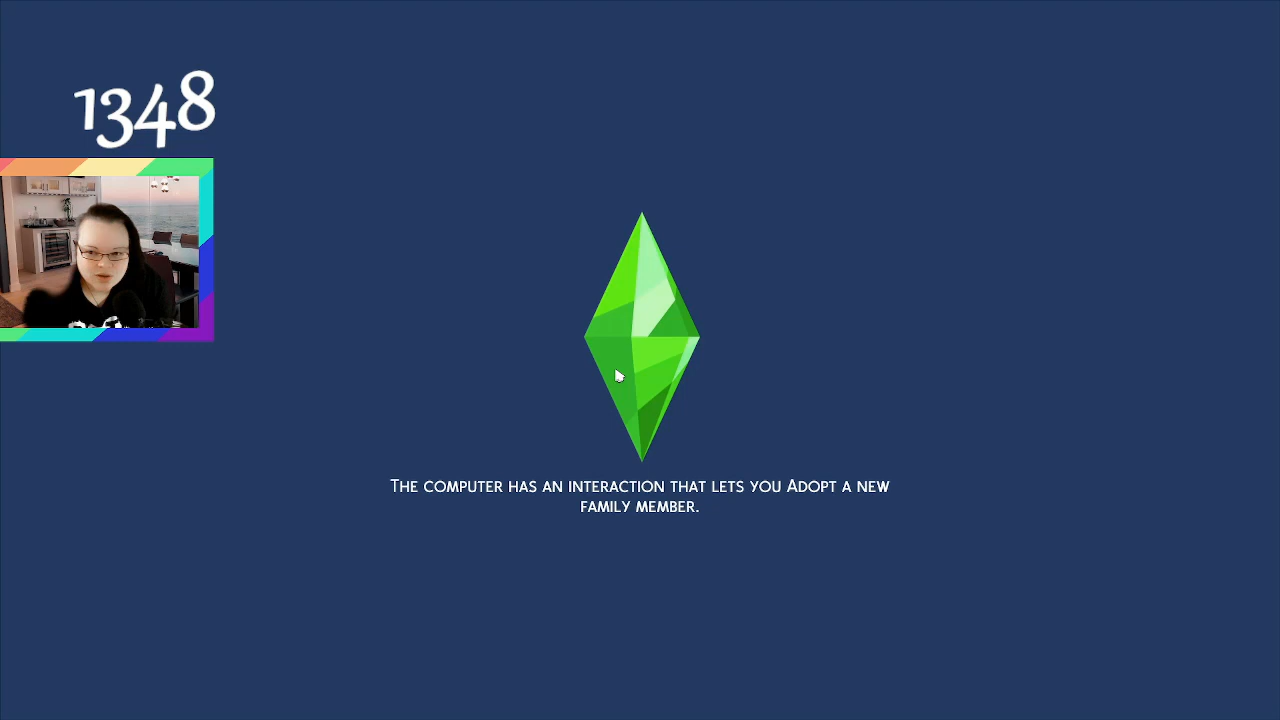 1348
The computer has an interaction that lets you Adopt a new
family member.